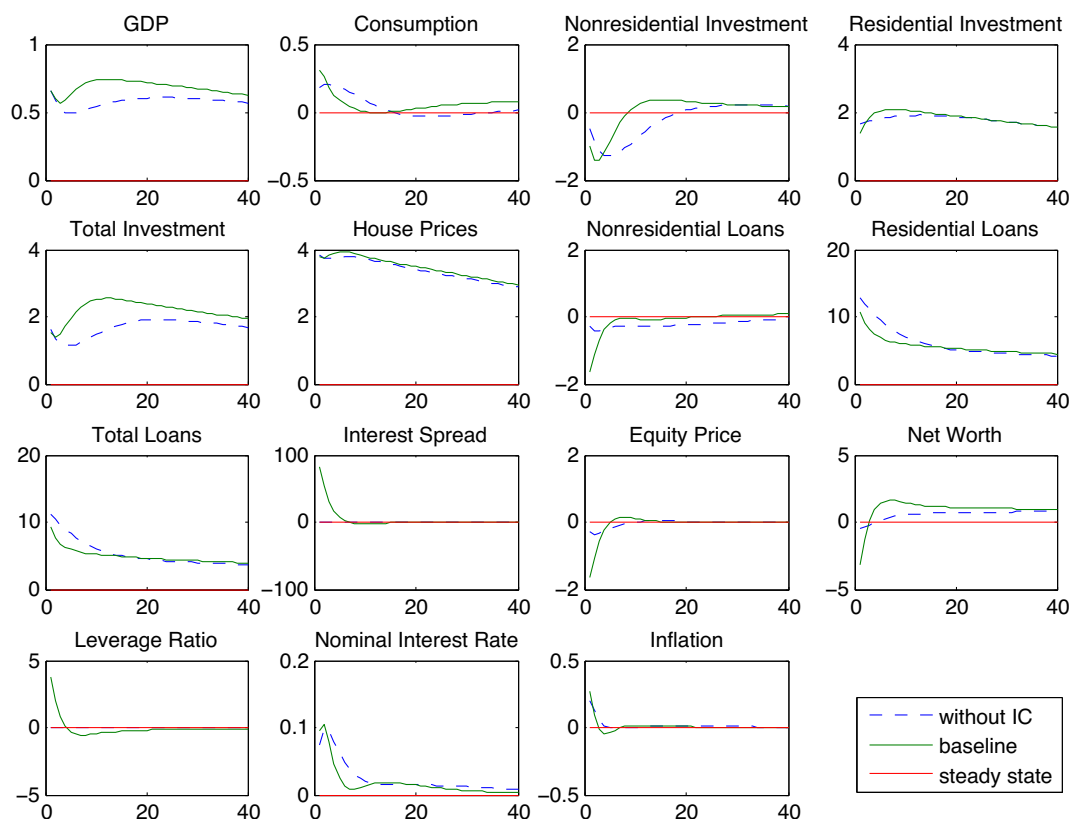 GDP
Consumption
Nonresidential Investment
Residential Investment
1
0.5
0
0 20 40
0.5
0
−0.5
0 20 40
2
0
−2
0 20 40
4
2
0
0 20 40
Total Investment
House Prices
Nonresidential Loans
Residential Loans
4
2
0
0 20 40
4
2
0
0 20 40
2
0
−2
0 20 40
20
10
0
0 20 40
Total Loans
Interest Spread
Equity Price
Net Worth
20
10
0
0 20 40
100
0
−100
0 20 40
2
0
−2
0 20 40
5
0
−5
0 20 40
Leverage Ratio
Nominal Interest Rate
Inflation
5
0
−5
0 20 40
0.2
0.1
0
0 20 40
0.5
0
−0.5
0 20 40
without IC
baseline
steady state